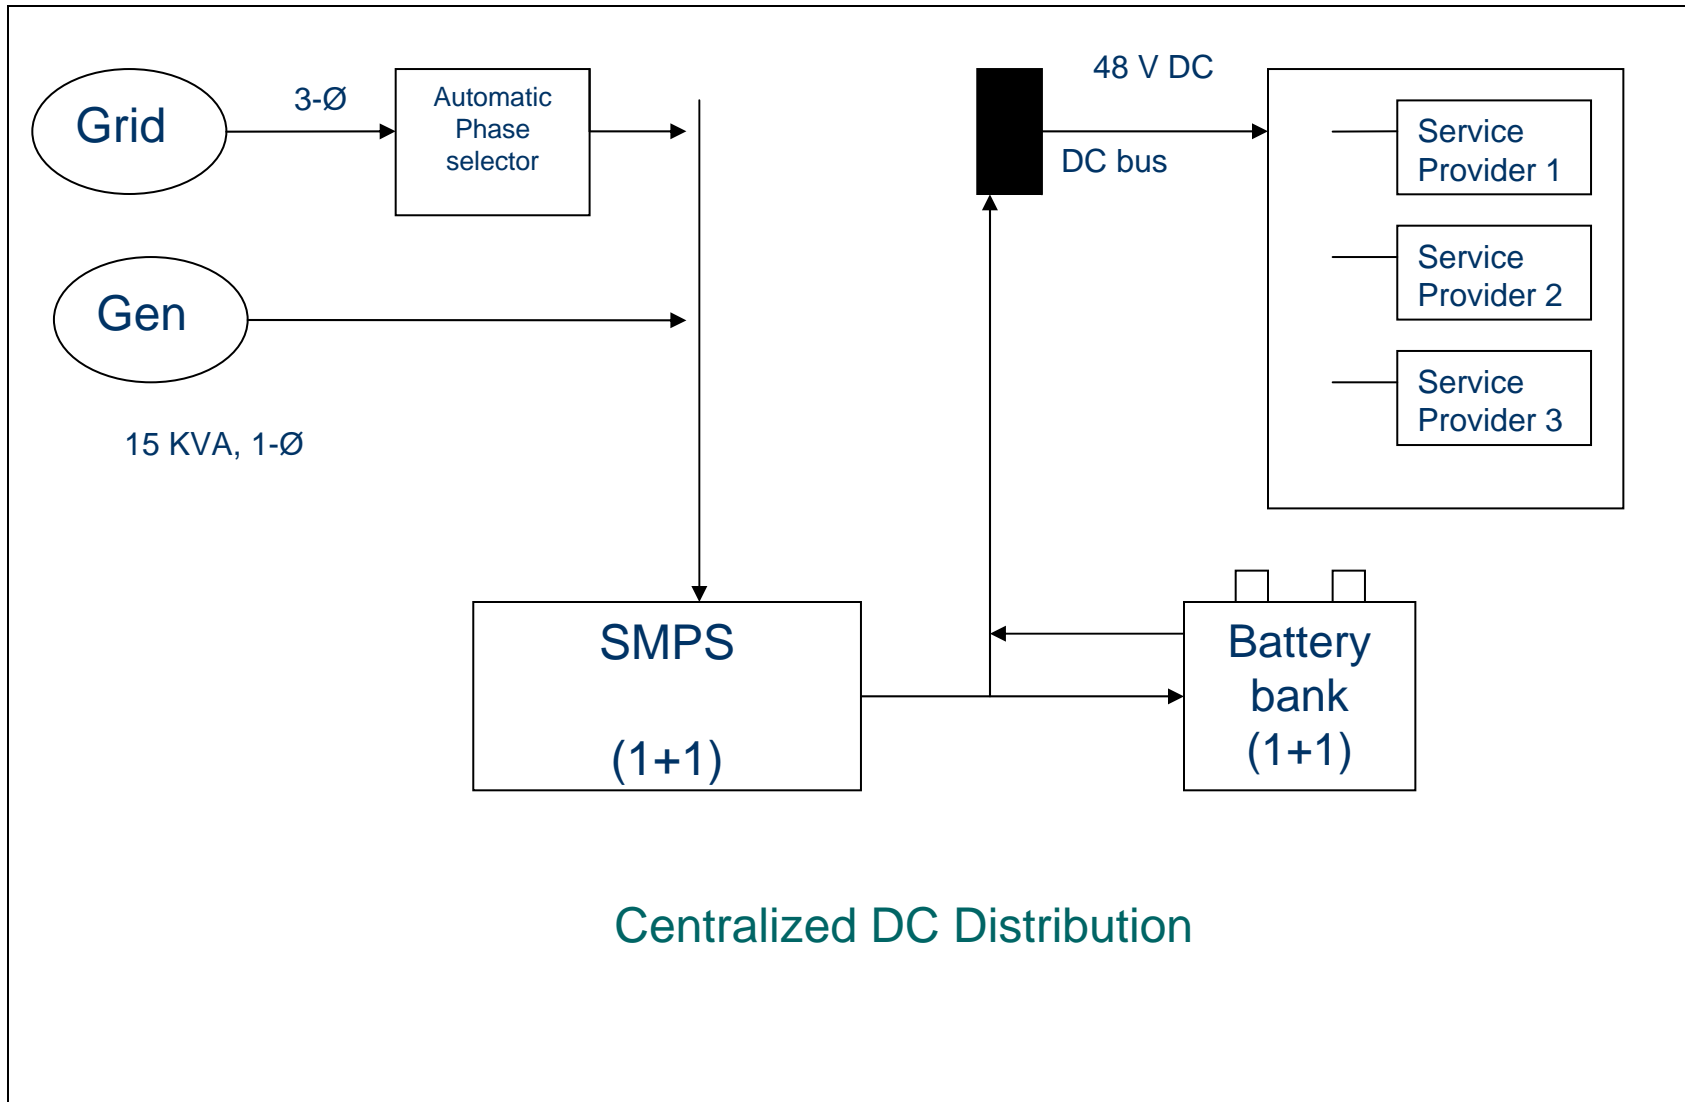 Grid
3-Ø
Automatic
Phase
selector
48 V DC
DC bus
Service
Provider 1
Service
Provider 2
Service
Provider 3
Gen
15 KVA, 1-Ø
SMPS
(1+1)
Battery
bank
(1+1)
Centralized DC Distribution